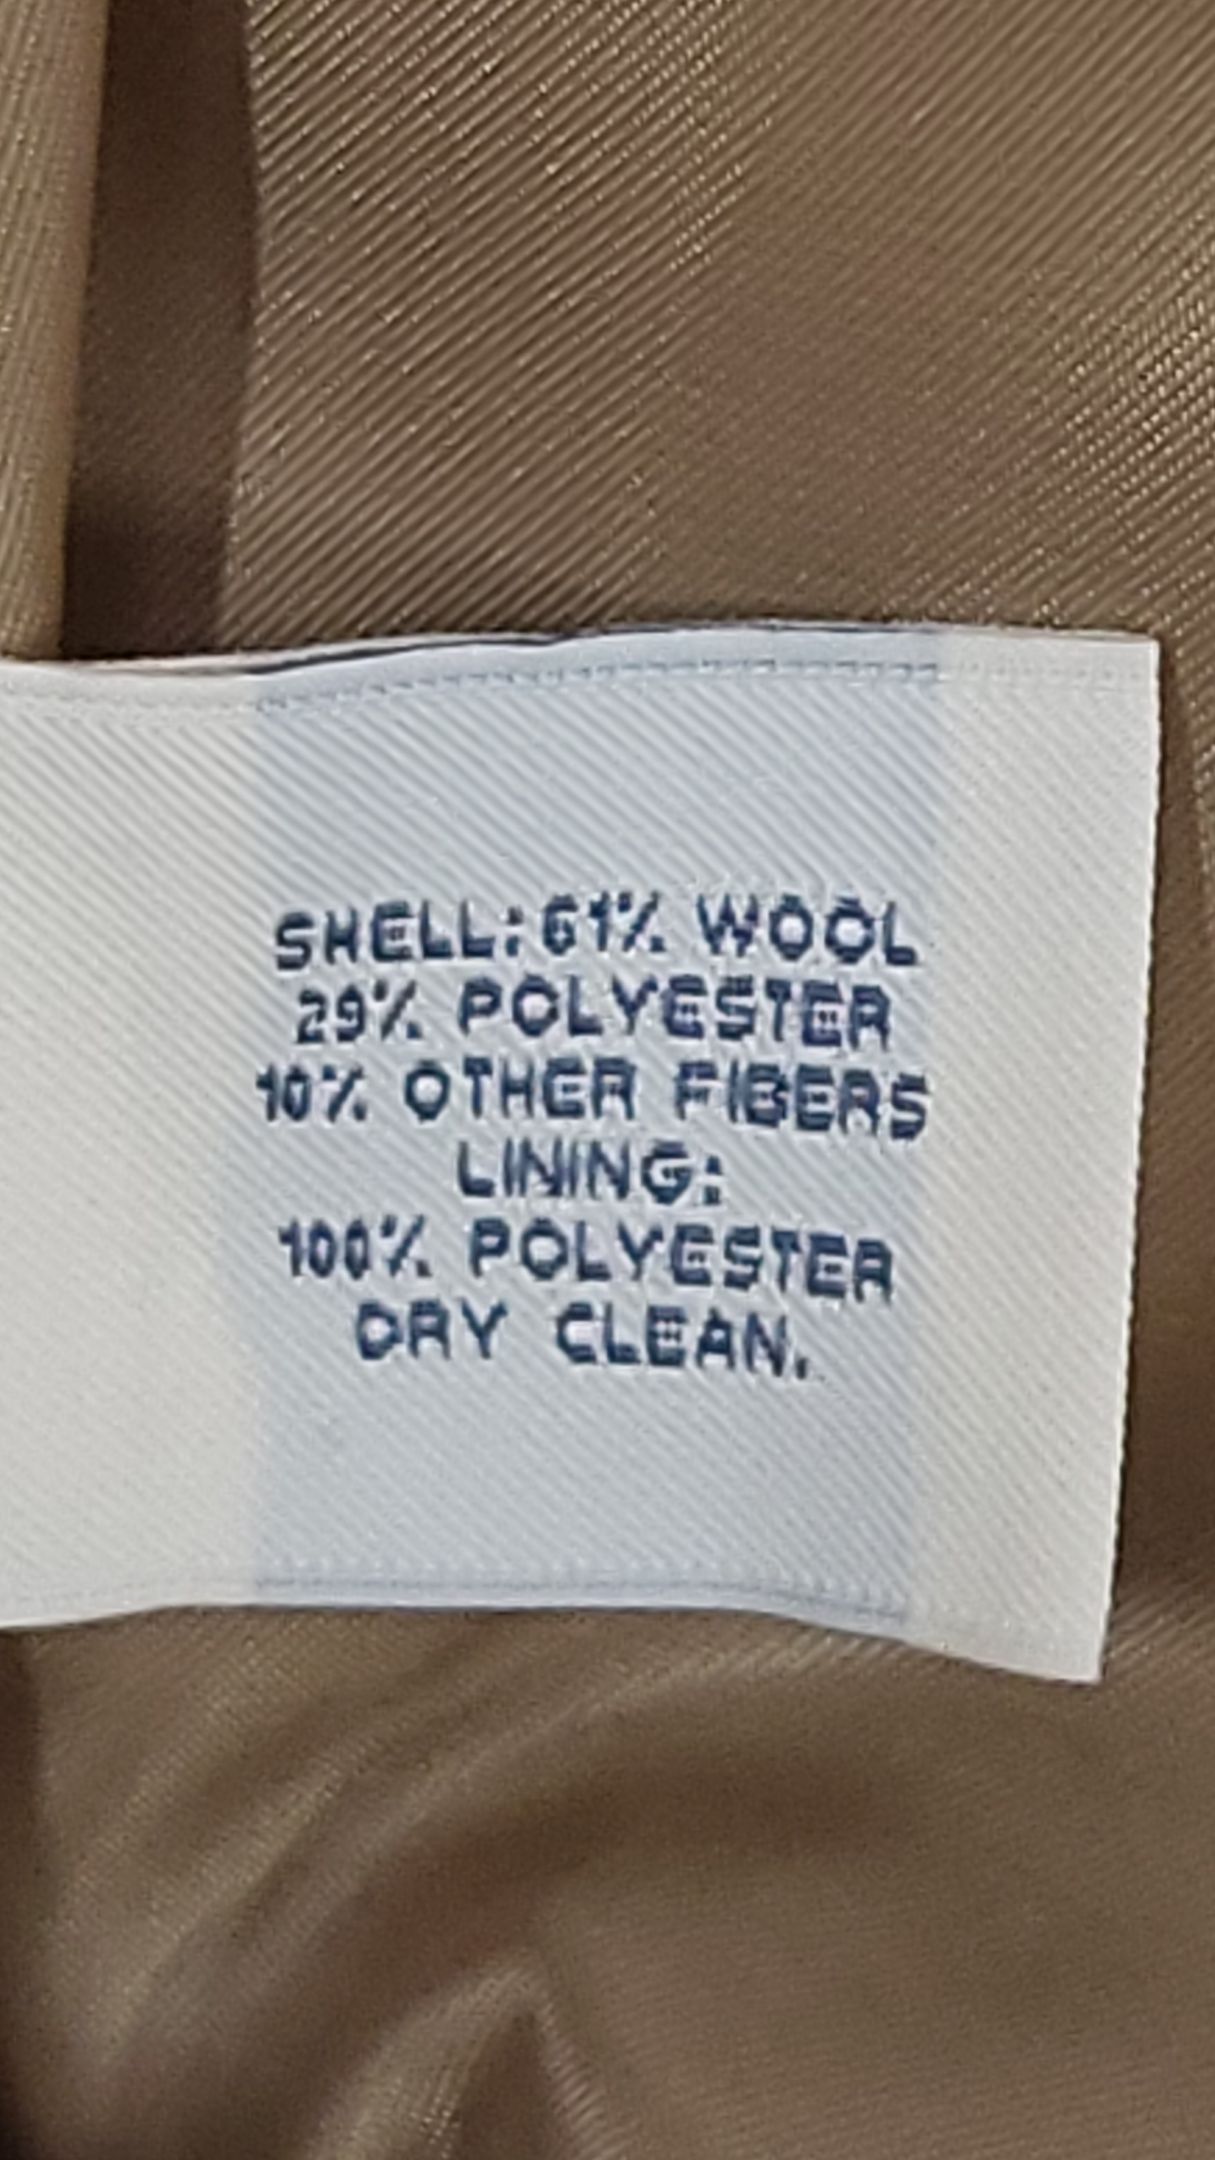 SHELL: 61% WOOL
29% POLYESTER
10% OTHER FIBERS
LINING:
100% POLYESTER
DRY CLEAN.